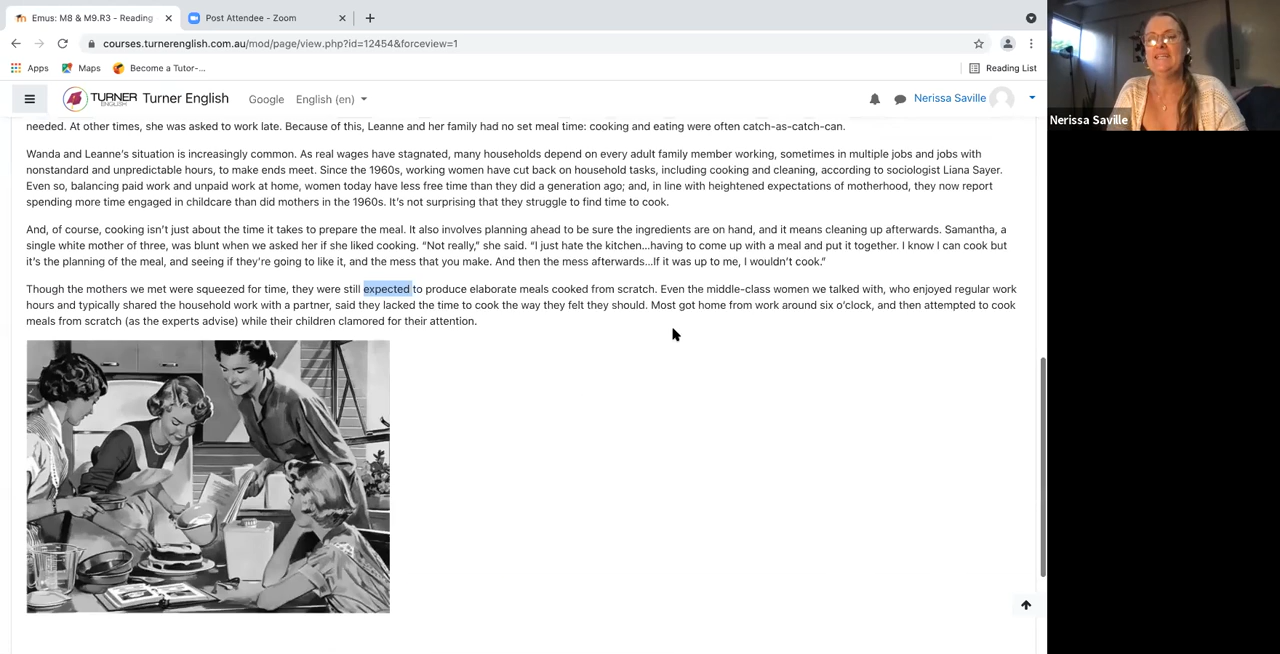 Emus: M8 & M9.R3 - Reading
Post Attendee - Zoom
courses.turnerenglish.com.au/mod/page/view.php?id=12454&forceview=1
Apps Maps Become a Tutor-... Reading List
TURNER ENGLISH Turner English Google English (en) Nerissa Saville
Nerissa Saville
needed. At other times, she was asked to work late. Because of this, Leanne and her family had no set meal time: cooking and eating were often catch-as-catch-can.
Wanda and Leanne's situation is increasingly common. As real wages have stagnated, many households depend on every adult family member working, sometimes in multiple jobs and jobs with
nonstandard and unpredictable hours, to make ends meet. Since the 1960s, working women have cut back on household tasks, including cooking and cleaning, according to sociologist Liana Sayer.
Even so, balancing paid work and unpaid work at home, women today have less free time than they did a generation ago; and, in line with heightened expectations of motherhood, they now report
spending more time engaged in childcare than did mothers in the 1960s. It's not surprising that they struggle to find time to cook.
And, of course, cooking isn't just about the time it takes to prepare the meal. It also involves planning ahead to be sure the ingredients are on hand, and it means cleaning up afterwards. Samantha, a
single white mother of three, was blunt when we asked her if she liked cooking. “Not really,” she said. “I just hate the kitchen...having to come up with a meal and put it together. I know I can cook but
it's the planning of the meal, and seeing if they're going to like it, and the mess that you make. And then the mess afterwards...If it was up to me, I wouldn't cook.”
Though the mothers we met were squeezed for time, they were still expected to produce elaborate meals cooked from scratch. Even the middle-class women we talked with, who enjoyed regular work
hours and typically shared the household work with a partner, said they lacked the time to cook the way they felt they should. Most got home from work around six o'clock, and then attempted to cook
meals from scratch (as the experts advise) while their children clamored for their attention.